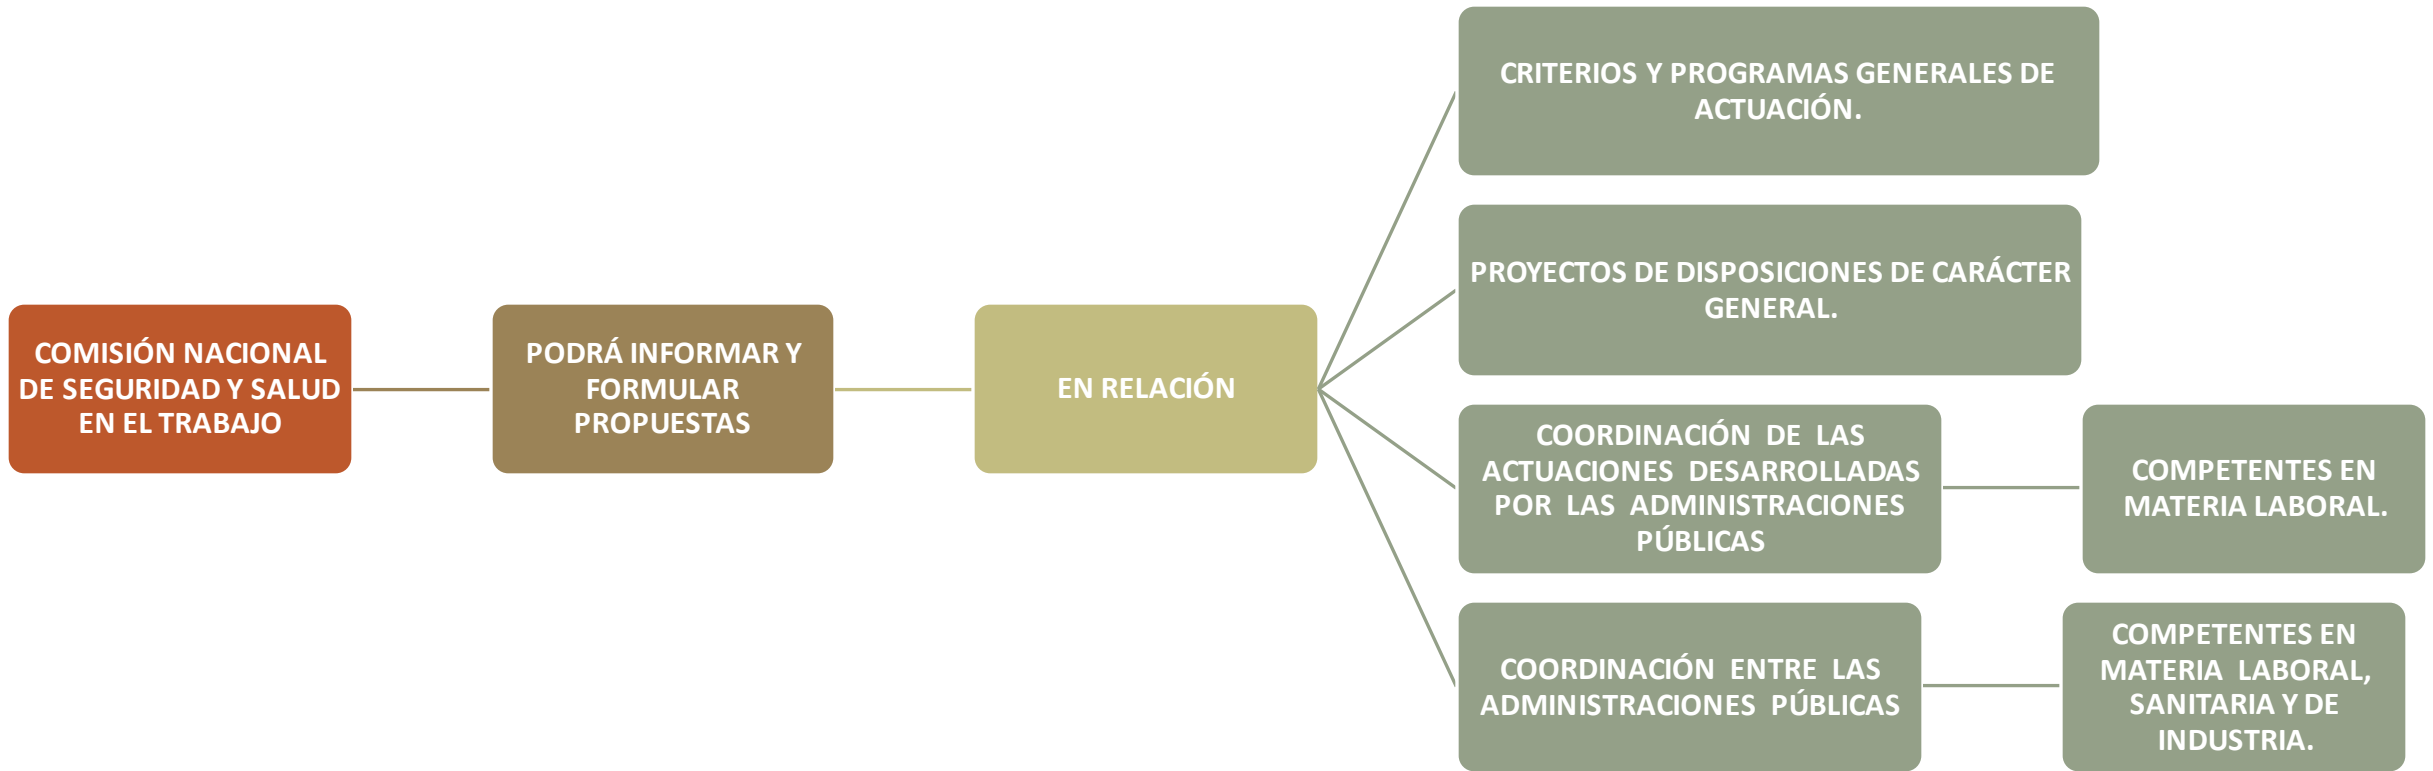 COMISIÓN NACIONAL
DE SEGURIDAD Y SALUD
EN EL TRABAJO
PODRÁ INFORMAR Y
FORMULAR
PROPUESTAS
EN RELACIÓN
CRITERIOS Y PROGRAMAS GENERALES DE
ACTUACIÓN.
PROYECTOS DE DISPOSICIONES DE CARÁCTER
GENERAL.
COORDINACIÓN DE LAS
ACTUACIONES DESARROLLADAS
POR LAS ADMINISTRACIONES
PÚBLICAS
COMPETENTES EN
MATERIA LABORAL.
COORDINACIÓN ENTRE LAS
ADMINISTRACIONES PÚBLICAS
COMPETENTES EN
MATERIA LABORAL,
SANITARIA Y DE
INDUSTRIA.